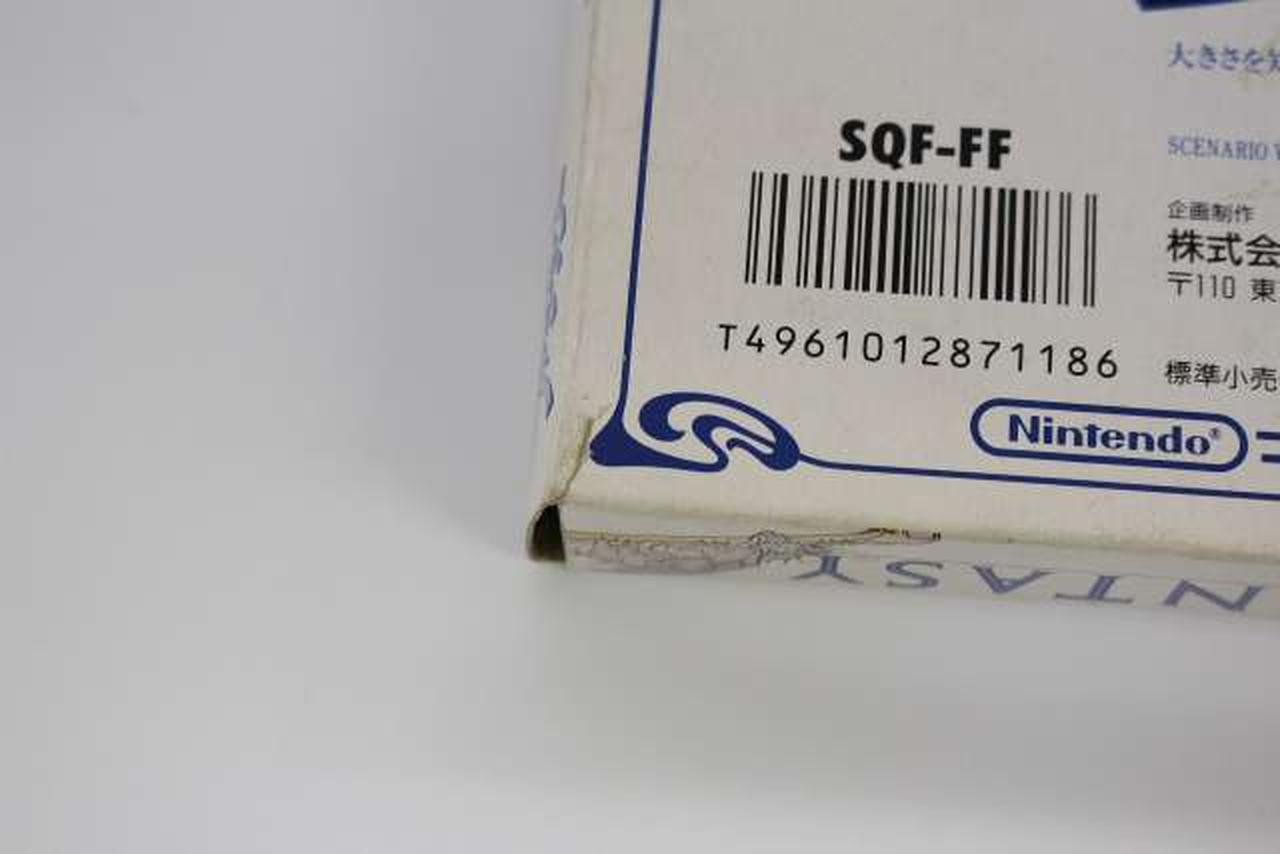 大きさを
SQF-FF
SCENARIO
企画制作
株式会
〒110 東
T4961012871186
標準小売
Nintendo®
NTASY